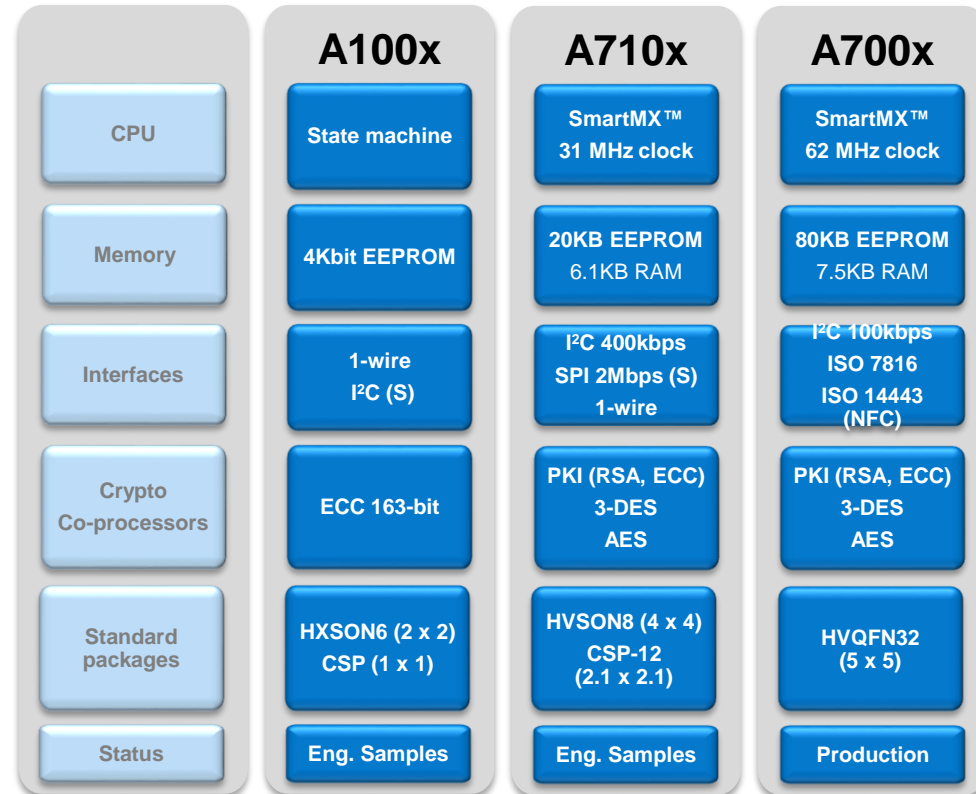 A100x
A710x
A700x
CPU
State machine
SmartMX™
31 MHz clock
SmartMX™
62 MHz clock
Memory
4Kbit EEPROM
20KB EEPROM
6.1KB RAM
80KB EEPROM
7.5KB RAM
Interfaces
1-wire
I²C (S)
I²C 400kbps
SPI 2Mbps (S)
1-wire
I²C 100kbps
ISO 7816
ISO 14443
(NFC)
Crypto
Co-processors
ECC 163-bit
PKI (RSA, ECC)
3-DES
AES
PKI (RSA, ECC)
3-DES
AES
Standard
packages
HXSON6 (2 x 2)
CSP (1 x 1)
HVSON8 (4 x 4)
CSP-12
(2.1 x 2.1)
HVQFN32
(5 x 5)
Status
Eng. Samples
Eng. Samples
Production